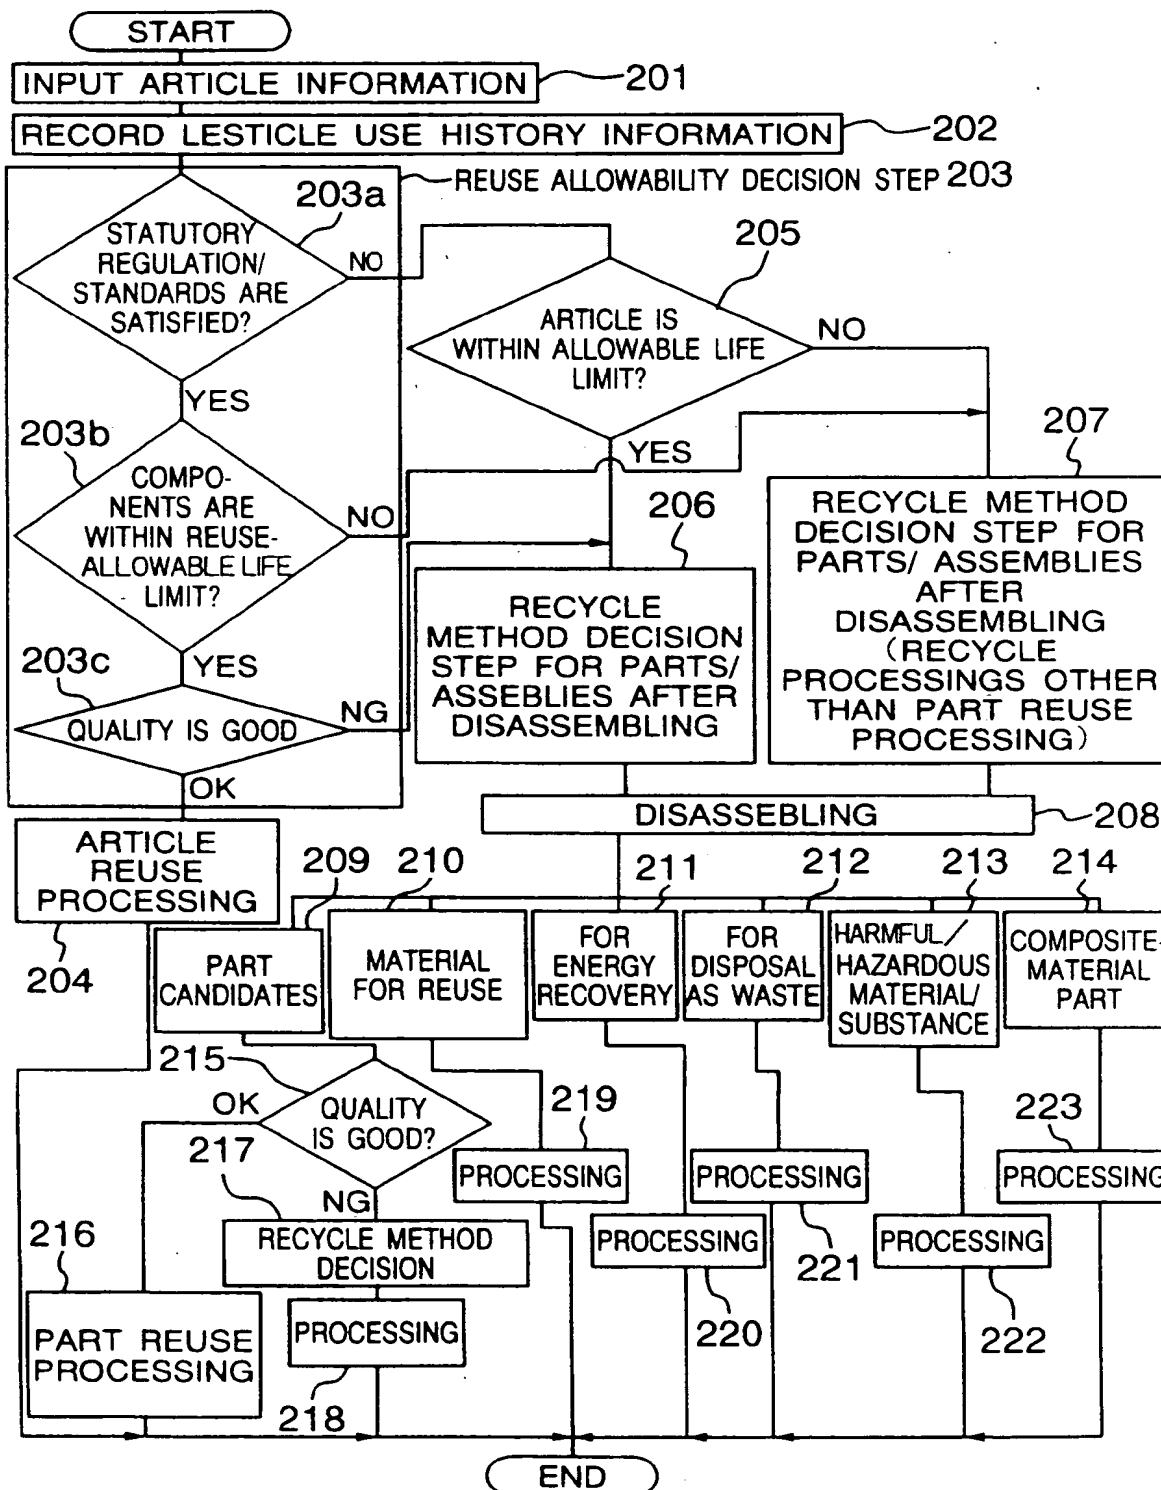 START
INPUT ARTICLE INFORMATION
201
RECORD LESTICLE USE HISTORY INFORMATION
202
REUSE ALLOWABILITY DECISION STEP 203
203a
STATUTORY
REGULATION/
STANDARDS ARE
SATISFIED?
NO
YES
205
ARTICLE IS
WITHIN ALLOWABLE LIFE
LIMIT?
NO
YES
203b
COMPO-
NENTS ARE
WITHIN REUSE-
ALLOWABLE LIFE
LIMIT?
NO
YES
203c
QUALITY IS GOOD
NG
OK
206
RECYCLE
METHOD DECISION
STEP FOR PARTS/
ASSEBLIES AFTER
DISASSEMBLING
207
RECYCLE METHOD
DECISION STEP FOR
PARTS/ ASSEMBLIES
AFTER
DISASSEMBLING
(RECYCLE
PROCESSINGS OTHER
THAN PART REUSE
PROCESSING)
DISASSEBLING
208
ARTICLE
REUSE
PROCESSING
204
209
PART
CANDIDATES
210
MATERIAL
FOR REUSE
211
FOR
ENERGY
RECOVERY
212
FOR
DISPOSAL
AS WASTE
213
HARMFUL/
HAZARDOUS
MATERIAL/
SUBSTANCE
214
COMPOSITE-
MATERIAL
PART
215
QUALITY
IS GOOD?
OK
NG
217
RECYCLE METHOD
DECISION
216
PART REUSE
PROCESSING
PROCESSING
218
219
PROCESSING
PROCESSING
220
PROCESSING
221
PROCESSING
222
223
PROCESSING
END